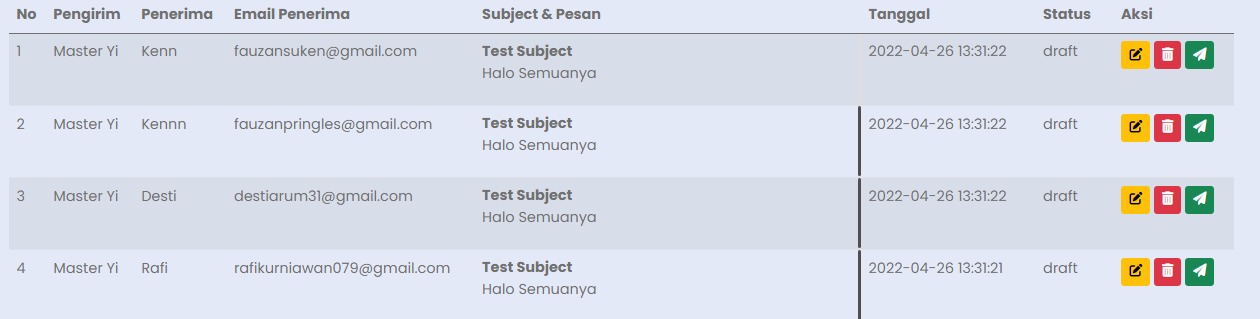 No Pengirim Penerima Email Penerima Subject & Pesan Tanggal Status Aksi
1 Master Yi Kenn fauzansuken@gmail.com Test Subject 2022-04-26 13:31:22 draft
Halo Semuanya
2 Master Yi Kennn fauzanpringles@gmail.com Test Subject 2022-04-26 13:31:22 draft
Halo Semuanya
3 Master Yi Desti destiarum31@gmail.com Test Subject 2022-04-26 13:31:22 draft
Halo Semuanya
4 Master Yi Rafi rafikurniawan079@gmail.com Test Subject 2022-04-26 13:31:21 draft
Halo Semuanya